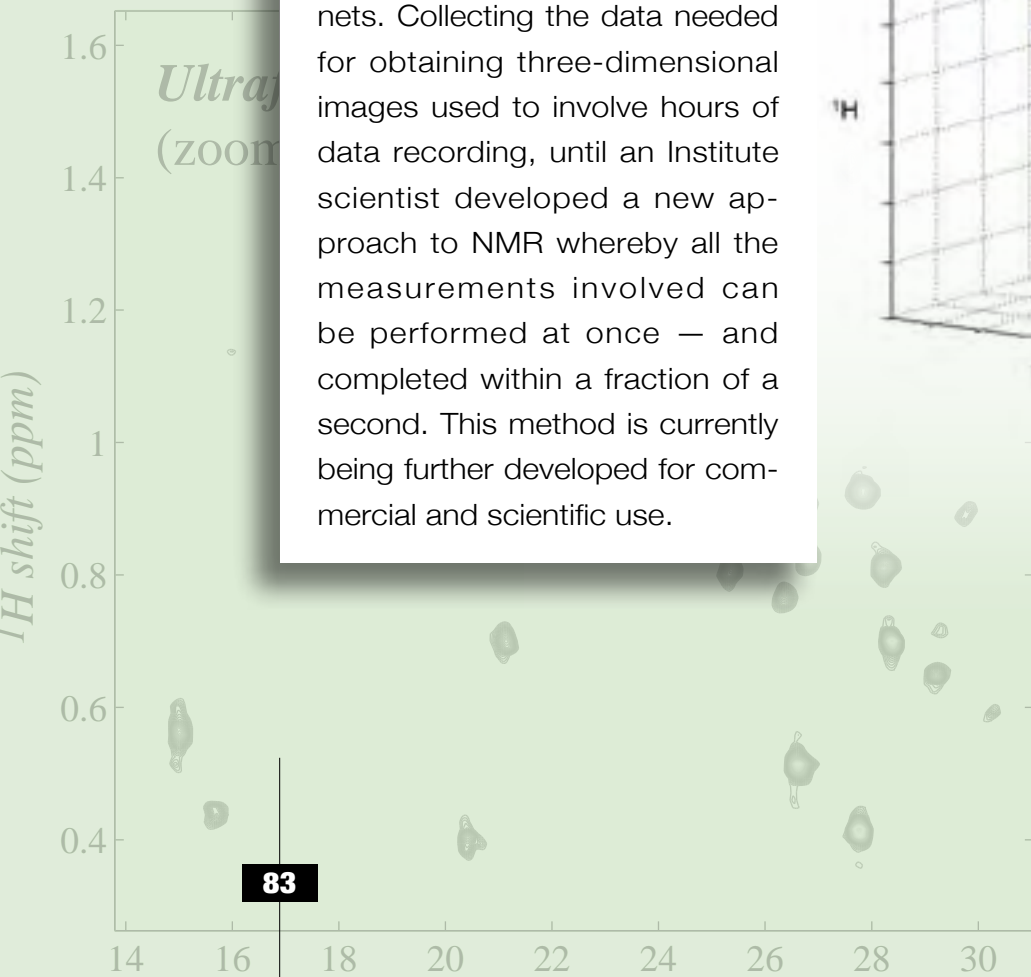 nets. Collecting the data needed
for obtaining three-dimensional
images used to involve hours of
data recording, until an Institute
scientist developed a new ap-
proach to NMR whereby all the
measurements involved can
be performed at once — and
completed within a fraction of a
second. This method is currently
being further developed for com-
mercial and scientific use.
¹H
(zoom
1.6
1.4
1.2
1
0.8
0.6
0.4
¹H shift (ppm)
83
14 16 18 20 22 24 26 28 30